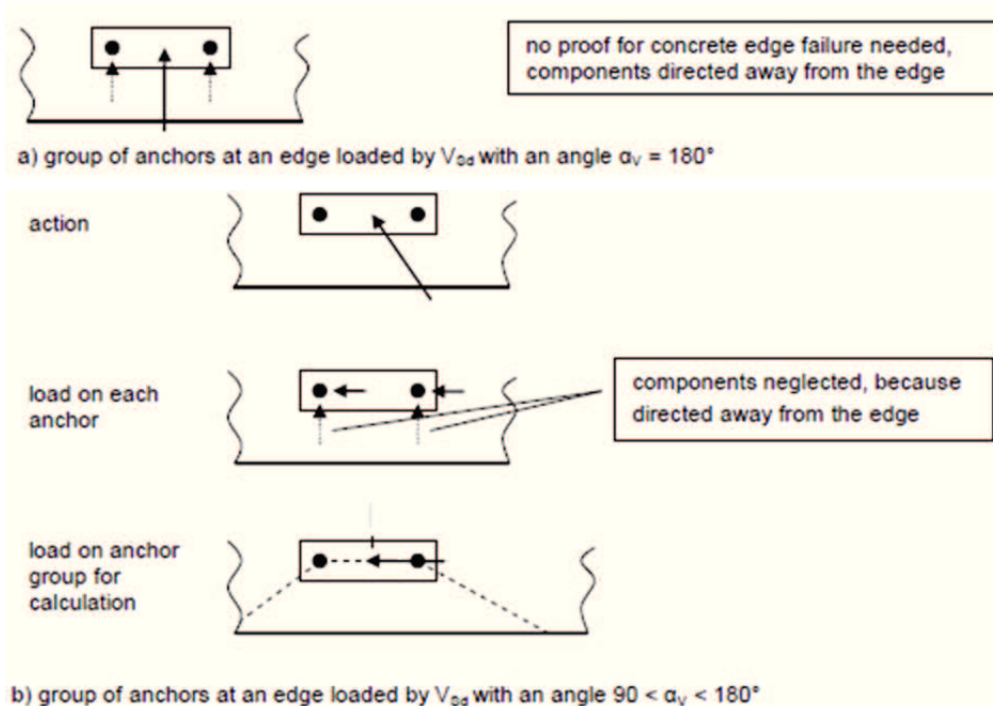 no proof for concrete edge failure needed,
components directed away from the edge
a) group of anchors at an edge loaded by VSd with an angle αV = 180°
action
load on each
anchor
components neglected, because
directed away from the edge
load on anchor
group for
calculation
b) group of anchors at an edge loaded by VSd with an angle 90 < αV < 180°